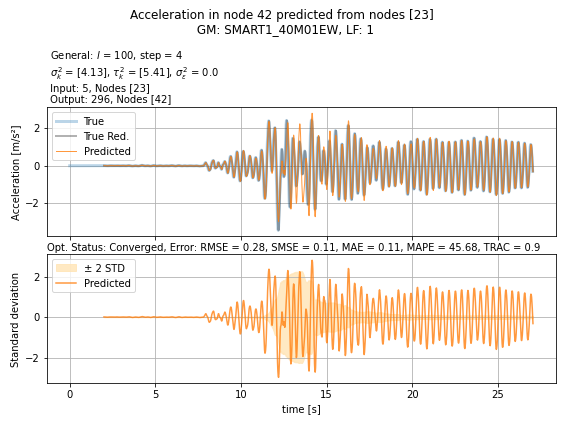 Acceleration in node 42 predicted from nodes [23]
GM: SMART1_40M01EW, LF: 1
General: l = 100, step = 4
σ²ₖ = [4.13], τ²ₖ = [5.41], σ²ε = 0.0
Input: 5, Nodes [23]
Output: 296, Nodes [42]
Acceleration [m/s²]
2
0
−2
True
True Red.
Predicted
Opt. Status: Converged, Error: RMSE = 0.28, SMSE = 0.11, MAE = 0.11, MAPE = 45.68, TRAC = 0.9
Standard deviation
2
0
−2
± 2 STD
Predicted
0 5 10 15 20 25
time [s]